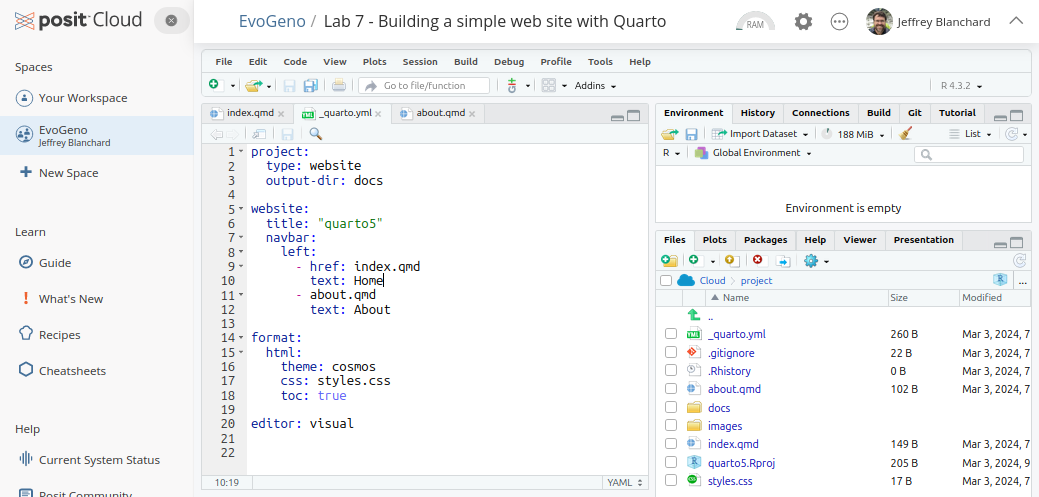 posit Cloud
EvoGeno / Lab 7 - Building a simple web site with Quarto
RAM
Jeffrey Blanchard
Spaces
Your Workspace
EvoGeno
Jeffrey Blanchard
New Space
Learn
Guide
What's New
Recipes
Cheatsheets
Help
Current System Status
Posit Community
File Edit Code View Plots Session Build Debug Profile Tools Help
Go to file/function
Addins
R 4.3.2
index.qmd
_quarto.yml
about.qmd
1 project:
2 type: website
3 output-dir: docs
4
5 website:
6 title: "quarto5"
7 navbar:
8 left:
9 - href: index.qmd
10 text: Home
11 - about.qmd
12 text: About
13
14 format:
15 html:
16 theme: cosmos
17 css: styles.css
18 toc: true
19
20 editor: visual
21
22
10:19
YAML
Environment History Connections Build Git Tutorial
Import Dataset
188 MiB
List
R
Global Environment
Environment is empty
Files Plots Packages Help Viewer Presentation
Cloud
project
R
...
Name Size Modified
..
YML _quarto.yml 260 B Mar 3, 2024, 7
.gitignore 22 B Mar 3, 2024, 7
.Rhistory 0 B Mar 3, 2024, 7
about.qmd 102 B Mar 3, 2024, 7
docs
images
index.qmd 149 B Mar 3, 2024, 7
quarto5.Rproj 205 B Mar 3, 2024, 9
styles.css 17 B Mar 3, 2024, 7